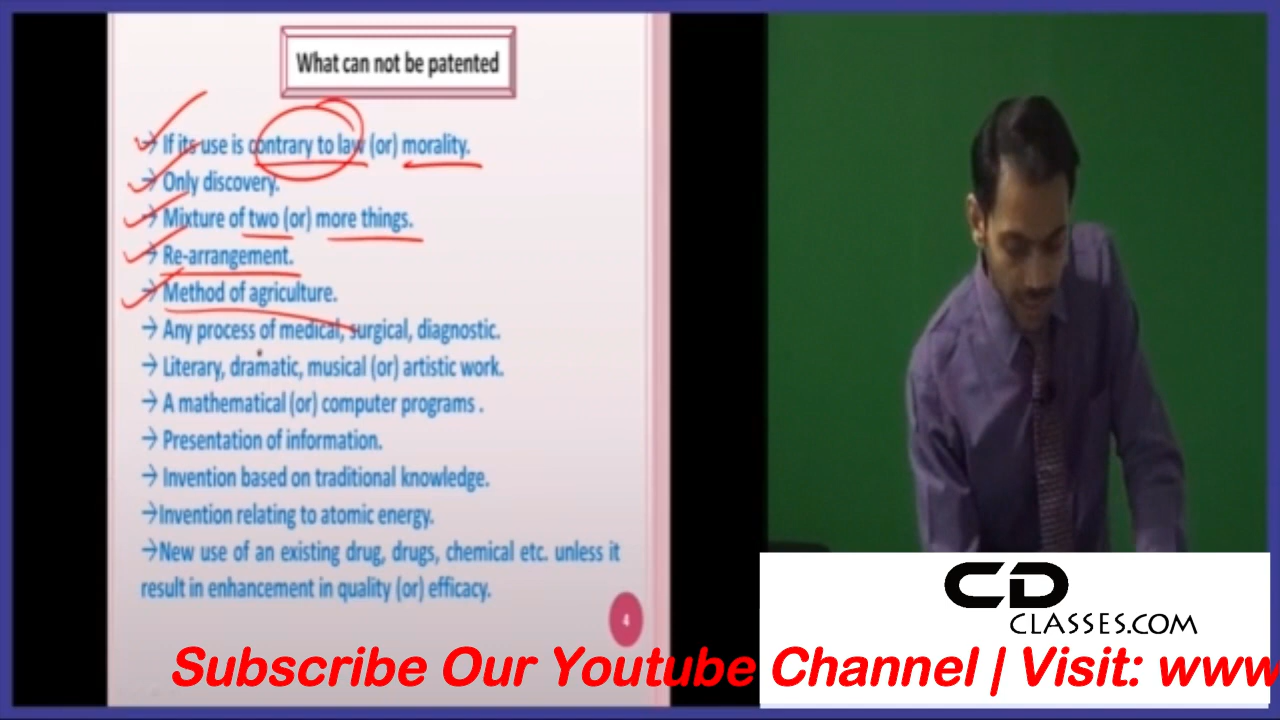 What can not be patented
→ If its use is contrary to law (or) morality.
→ Only discovery.
→ Mixture of two (or) more things.
→ Re-arrangement.
→ Method of agriculture.
→ Any process of medical, surgical, diagnostic.
→ Literary, dramatic, musical (or) artistic work.
→ A mathematical (or) computer programs .
→ Presentation of information.
→ Invention based on traditional knowledge.
→Invention relating to atomic energy.
→New use of an existing drug, drugs, chemical etc. unless it
result in enhancement in quality (or) efficacy.
4
CD
CLASSES.COM
Subscribe Our Youtube Channel | Visit: www